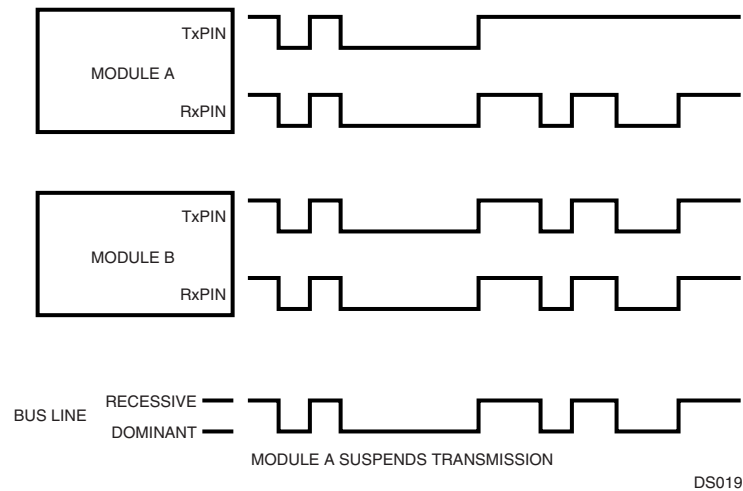 TxPIN
MODULE A
RxPIN
TxPIN
MODULE B
RxPIN
RECESSIVE
BUS LINE
DOMINANT
MODULE A SUSPENDS TRANSMISSION
DS019